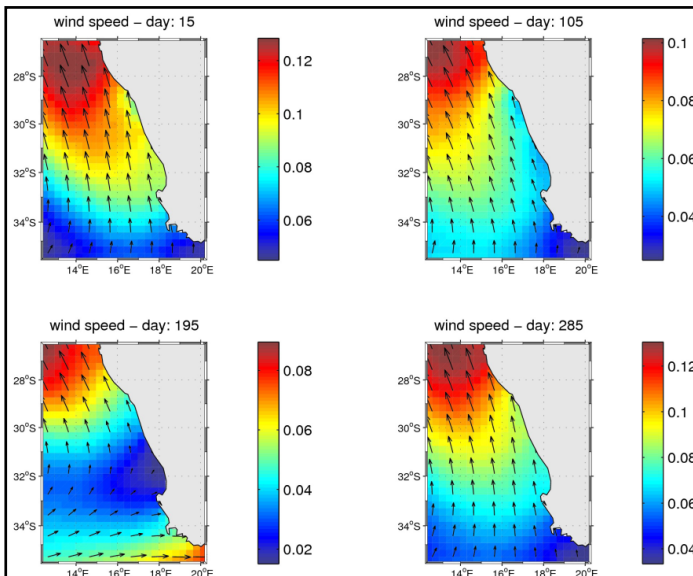 wind speed – day: 15
28°S
30°S
32°S
34°S
14°E 16°E 18°E 20°E
0.12
0.1
0.08
0.06
wind speed – day: 105
28°S
30°S
32°S
34°S
14°E 16°E 18°E 20°E
0.1
0.08
0.06
0.04
wind speed – day: 195
28°S
30°S
32°S
34°S
14°E 16°E 18°E 20°E
0.08
0.06
0.04
0.02
wind speed – day: 285
28°S
30°S
32°S
34°S
14°E 16°E 18°E 20°E
0.12
0.1
0.08
0.06
0.04